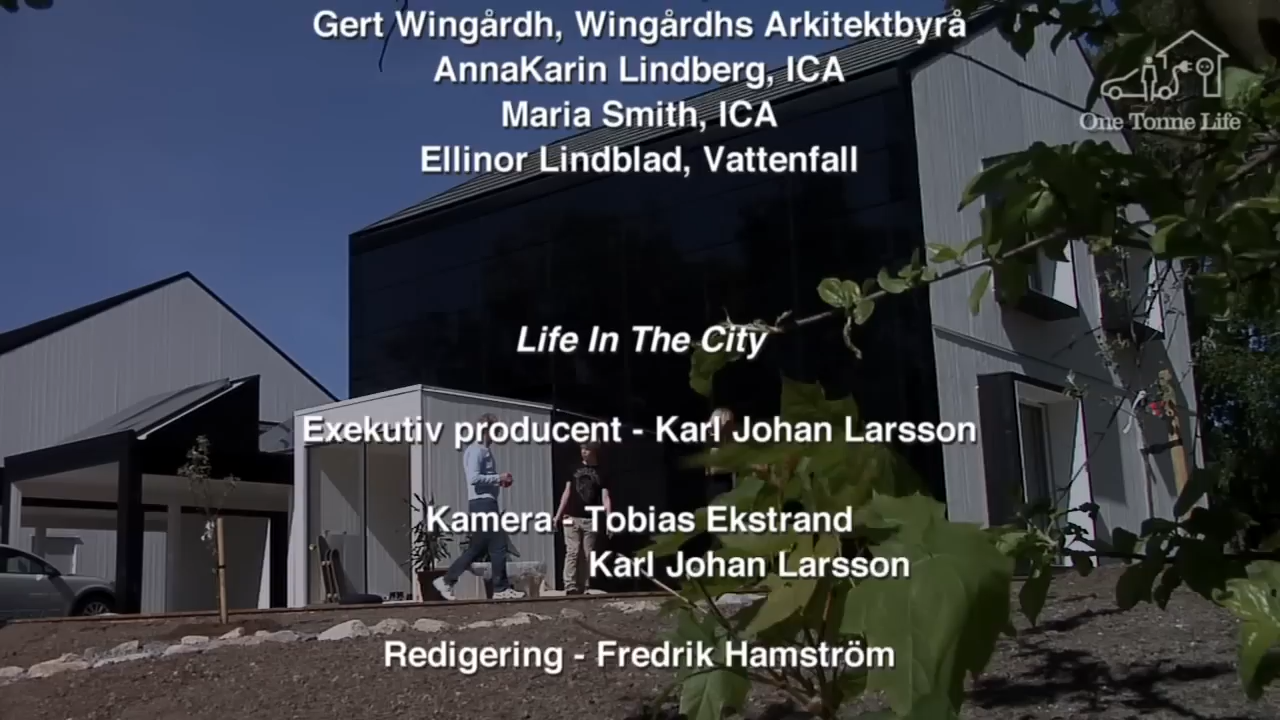 Gert Wingårdh, Wingårdhs Arkitektbyrå
AnnaKarin Lindberg, ICA
Maria Smith, ICA
Ellinor Lindblad, Vattenfall
One Tonne Life
Life In The City
Exekutiv producent - Karl Johan Larsson
Kamera - Tobias Ekstrand
Karl Johan Larsson
Redigering - Fredrik Hamström